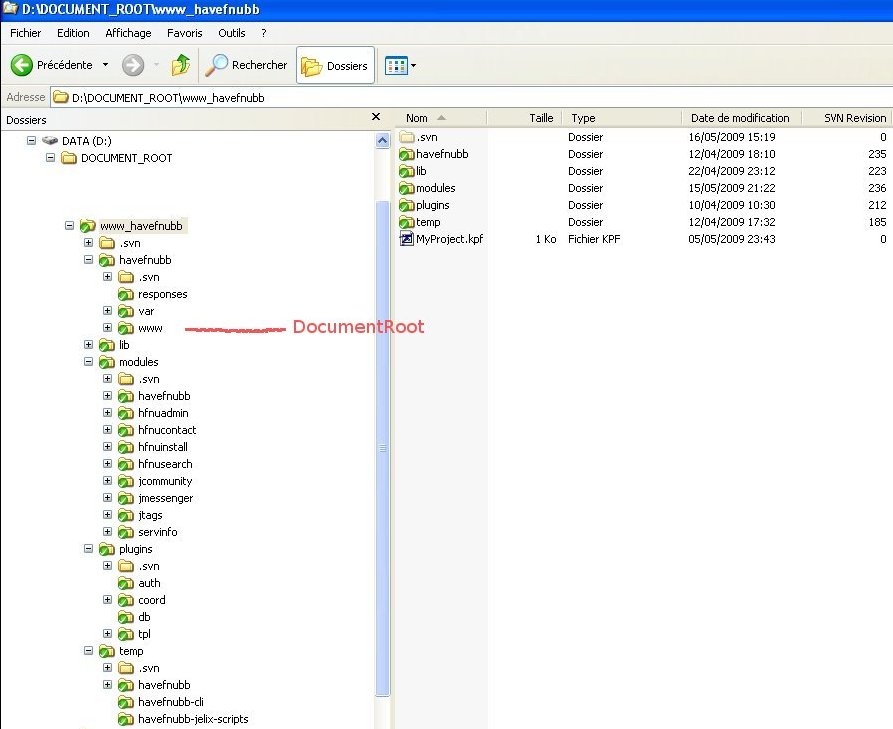 D:\DOCUMENT_ROOT\www_havefnubb
Fichier Edition Affichage Favoris Outils ?
Précédente Rechercher Dossiers
Adresse D:\DOCUMENT_ROOT\www_havefnubb
Dossiers
DATA (D:)
DOCUMENT_ROOT
www_havefnubb
.svn
havefnubb
.svn
responses
var
www DocumentRoot
lib
modules
.svn
havefnubb
hfnuadmin
hfnucontact
hfnuinstall
hfnusearch
jcommunity
jmessenger
jtags
servinfo
plugins
.svn
auth
coord
db
tpl
temp
.svn
havefnubb
havefnubb-cli
havefnubb-jelix-scripts
Nom Taille Type Date de modification SVN Revision
.svn Dossier 16/05/2009 15:19 0
havefnubb Dossier 12/04/2009 18:10 235
lib Dossier 22/04/2009 23:12 223
modules Dossier 15/05/2009 21:22 236
plugins Dossier 10/04/2009 10:30 212
temp Dossier 12/04/2009 17:32 185
MyProject.kpf 1 Ko Fichier KPF 05/05/2009 23:43 0